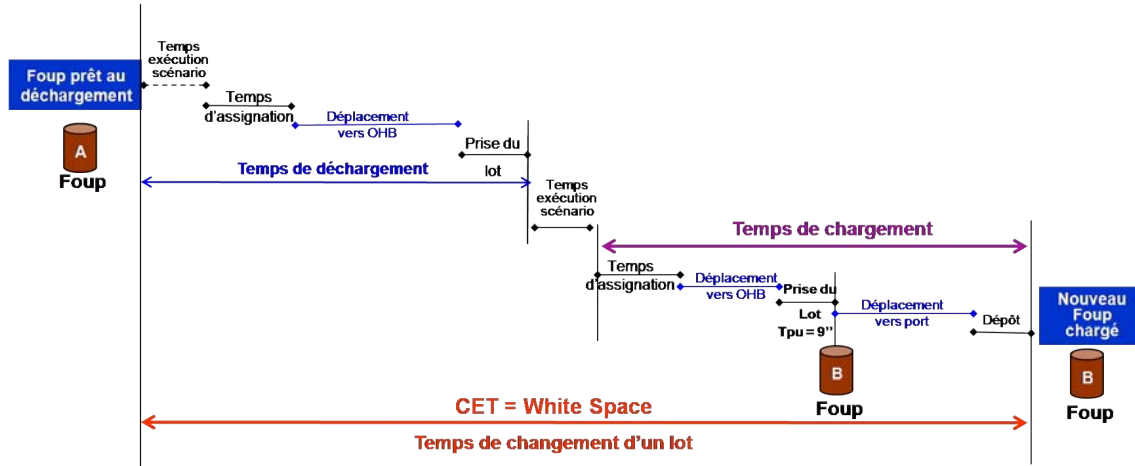 Temps
exécution
scénario
Foup prêt au
déchargement
A
Foup
Temps
d'assignation
Déplacement
vers OHB
Prise du
lot
Temps de déchargement
Temps
exécution
scénario
Temps de chargement
Temps
d'assignation
Déplacement
vers OHB
Prise du
Lot
Tpu = 9’’
Déplacement
vers port
Dépôt
Nouveau
Foup
chargé
B
Foup
B
Foup
CET = White Space
Temps de changement d’un lot